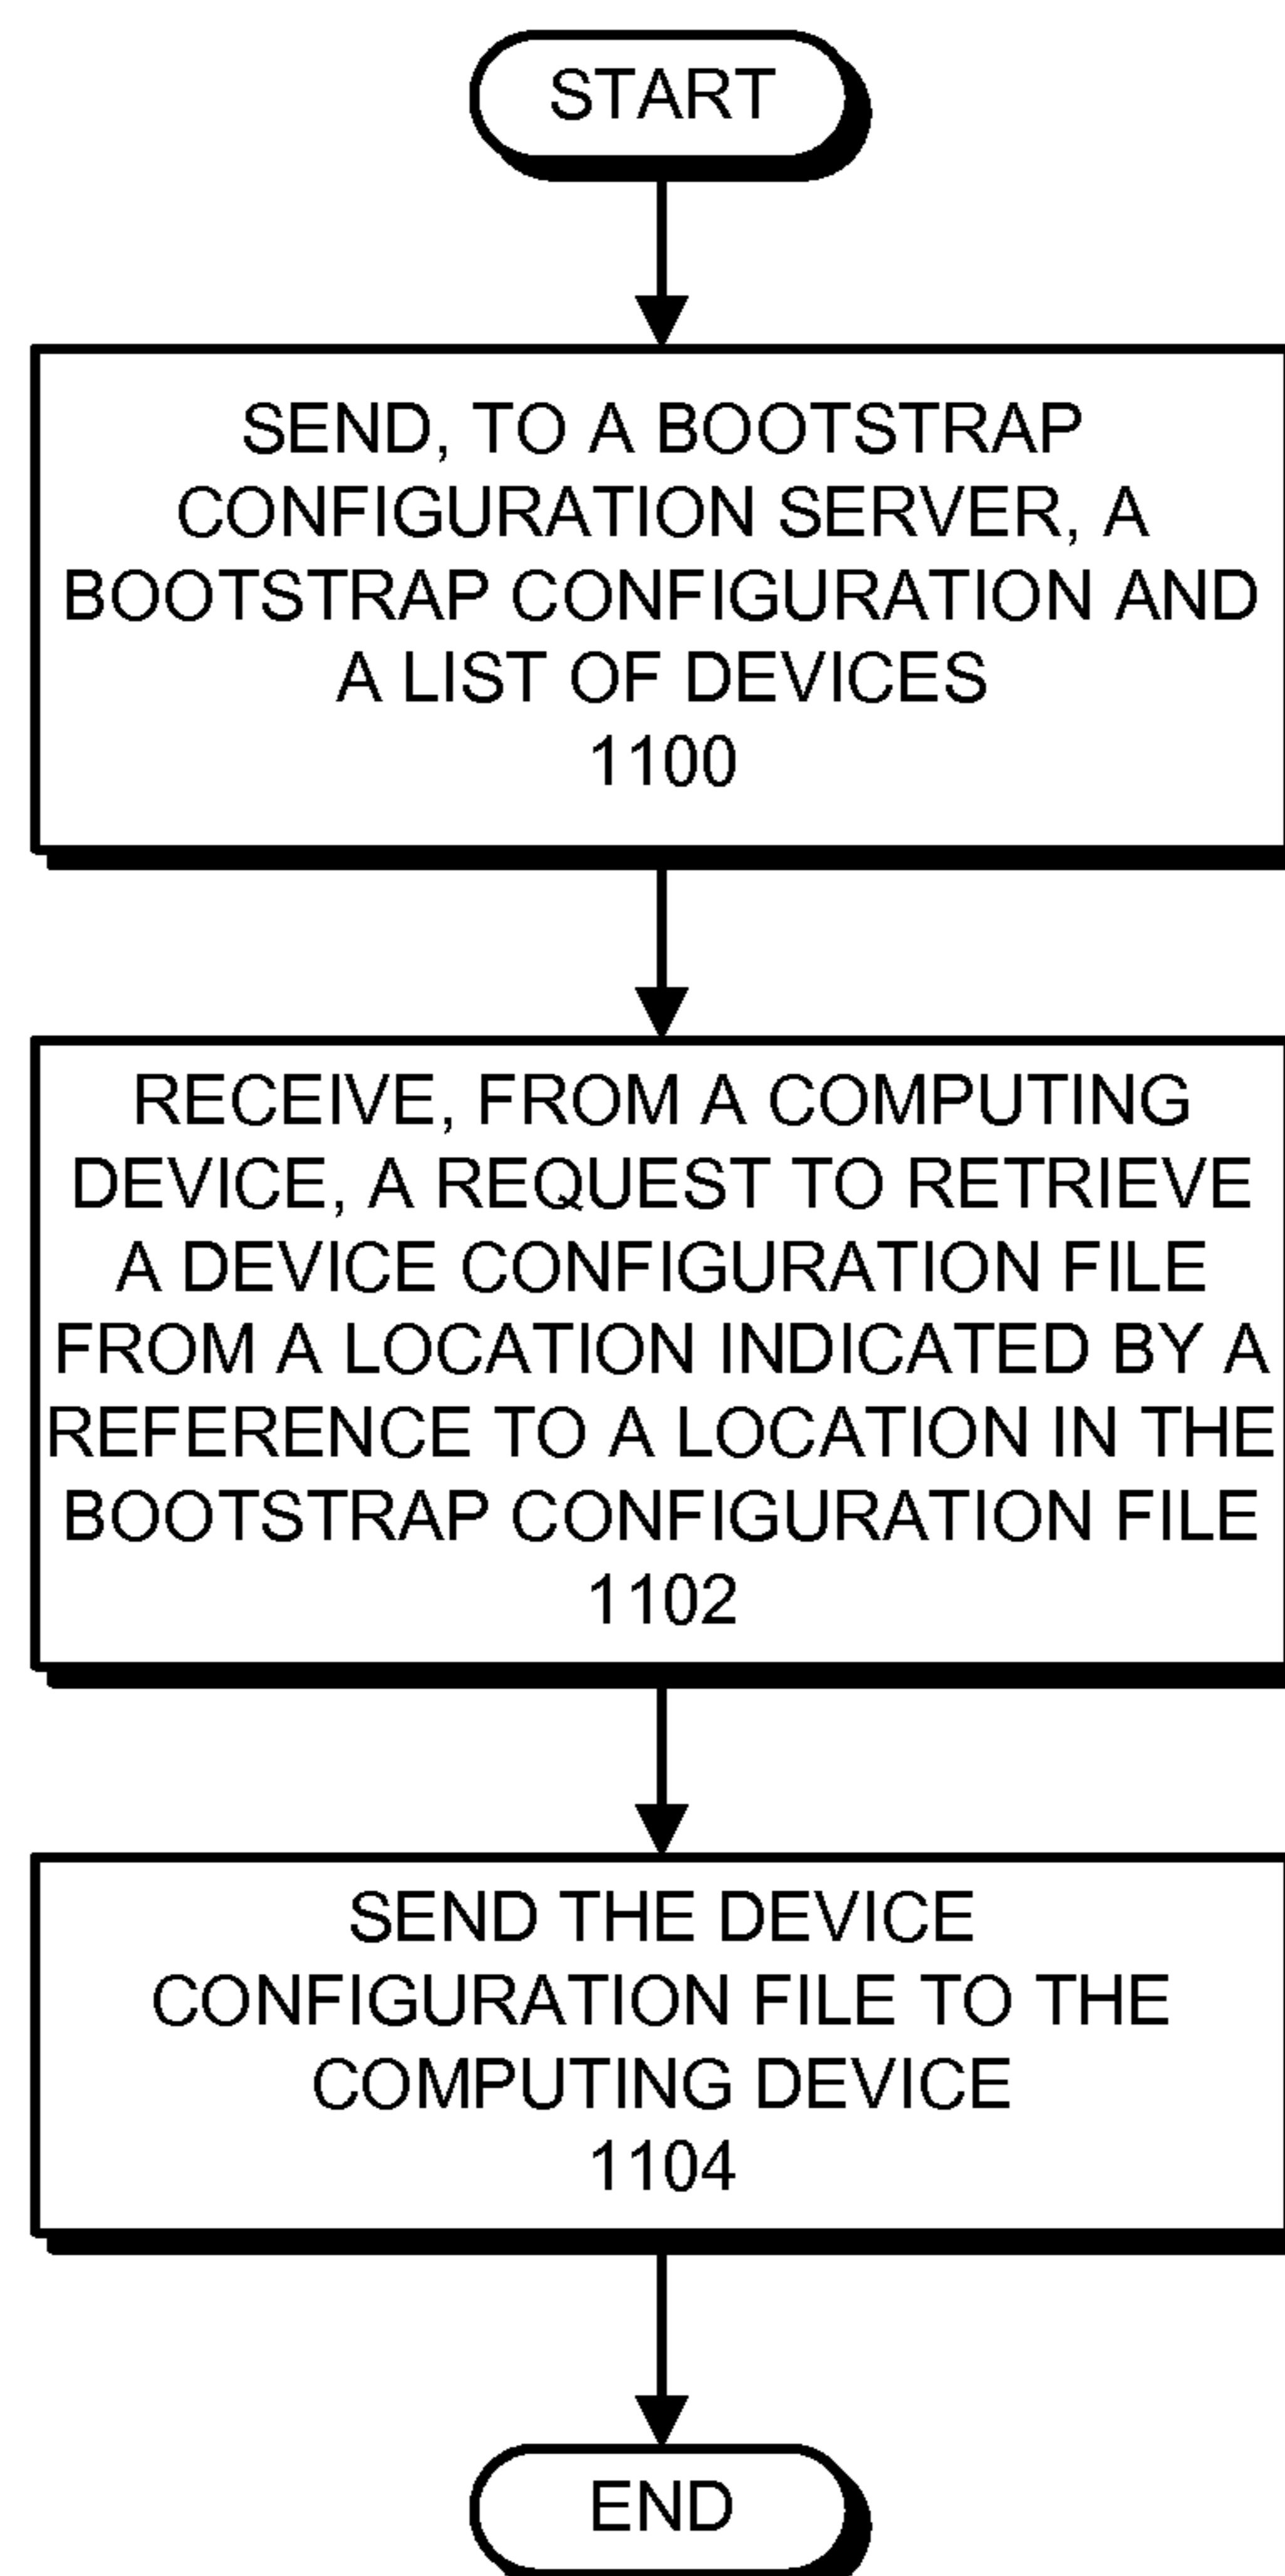 START
SEND, TO A BOOTSTRAP
CONFIGURATION SERVER, A
BOOTSTRAP CONFIGURATION AND
A LIST OF DEVICES
1100
RECEIVE, FROM A COMPUTING
DEVICE, A REQUEST TO RETRIEVE
A DEVICE CONFIGURATION FILE
FROM A LOCATION INDICATED BY A
REFERENCE TO A LOCATION IN THE
BOOTSTRAP CONFIGURATION FILE
1102
SEND THE DEVICE
CONFIGURATION FILE TO THE
COMPUTING DEVICE
1104
END